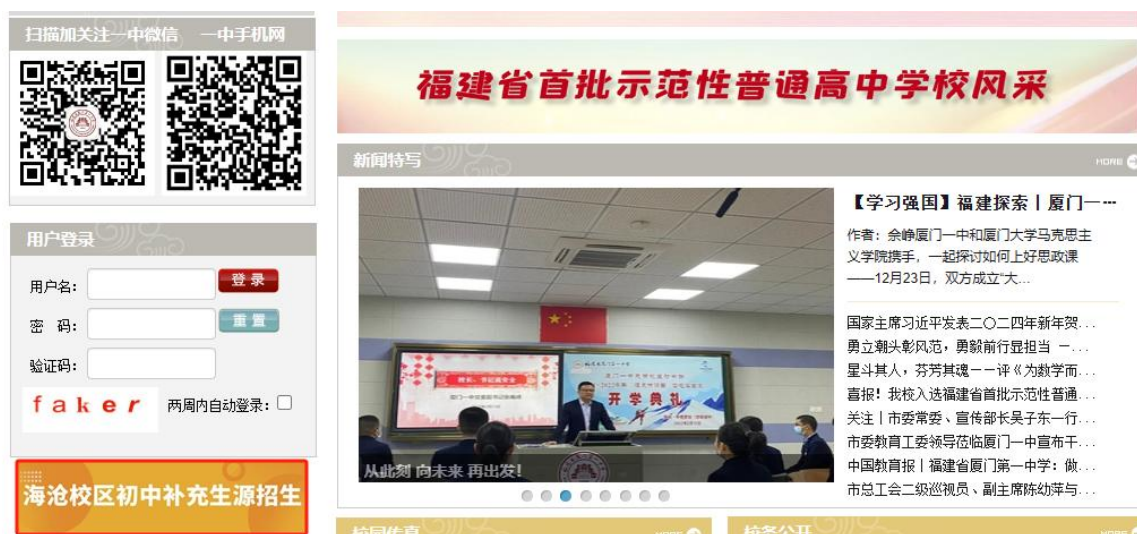 扫描加关注一中微信 一中手机网
用户登录
用户名：
登录
密 码：
重置
验证码：
faker
两周内自动登录：
海沧校区初中补充生源招生
福建省首批示范性普通高中学校风采
新闻特写
MORE
开学典礼
从此刻 向未来 再出发！
【学习强国】福建探索丨厦门一…
作者：佘峥厦门一中和厦门大学马克思主
义学院携手，一起探讨如何上好思政课
——12月23日，双方成立“大...
国家主席习近平发表二〇二四年新年贺...
勇立潮头彰风范，勇毅前行显担当 一...
星斗其人，芬芳其魂——评《为数学而...
喜报！我校入选福建省首批示范性普通...
关注丨市委常委、宣传部长吴子东一行...
市委教育工委领导莅临厦门一中宣布干...
中国教育报丨福建省厦门第一中学：做...
市总工会二级巡视员、副主席陈幼萍与...
校园传真
MORE
校务公开
MORE